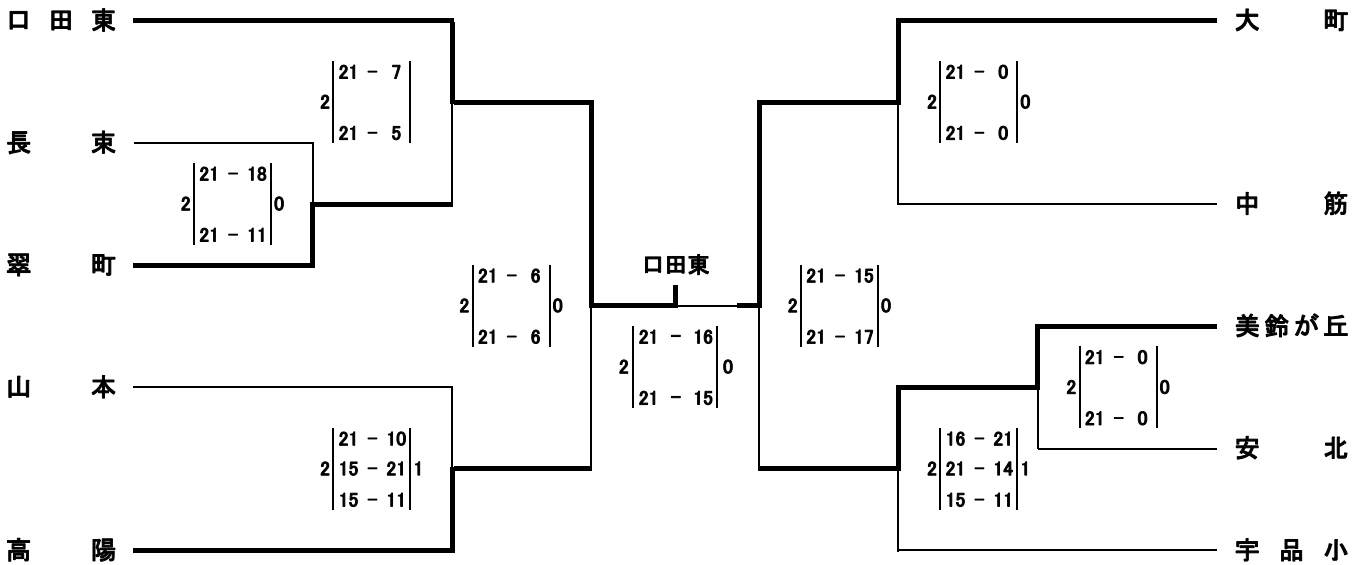 口田東
21 - 7
2
21 - 5
長東
21 - 18
2 0
21 - 11
翠町
21 - 6
2 0
21 - 6
山本
21 - 10
2 15 - 21 1
15 - 11
高陽
口田東
21 - 16
2 0
21 - 15
大町
21 - 0
2 0
21 - 0
中筋
21 - 15
2 0
21 - 17
美鈴が丘
21 - 0
2 0
21 - 0
安北
16 - 21
2 21 - 14 1
15 - 11
宇品小